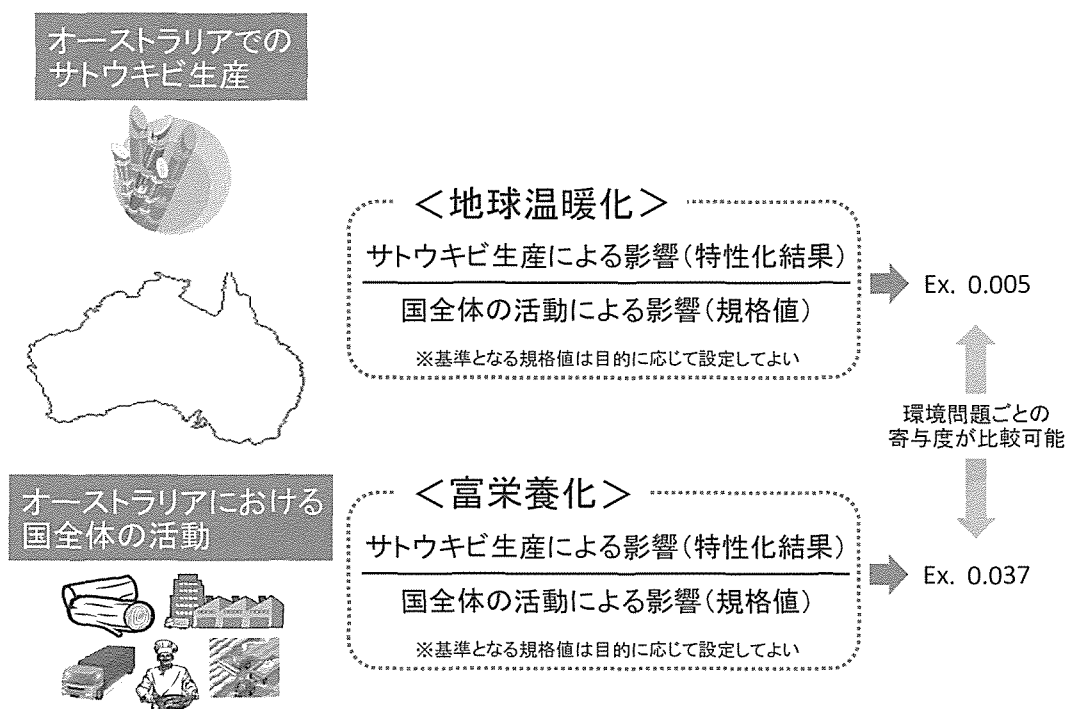 オーストラリアでの
サトウキビ生産
<地球温暖化>
サトウキビ生産による影響(特性化結果)
国全体の活動による影響(規格値)
※基準となる規格値は目的に応じて設定してよい
Ex. 0.005
環境問題ごとの
寄与度が比較可能
オーストラリアにおける
国全体の活動
<富栄養化>
サトウキビ生産による影響(特性化結果)
国全体の活動による影響(規格値)
※基準となる規格値は目的に応じて設定してよい
Ex. 0.037